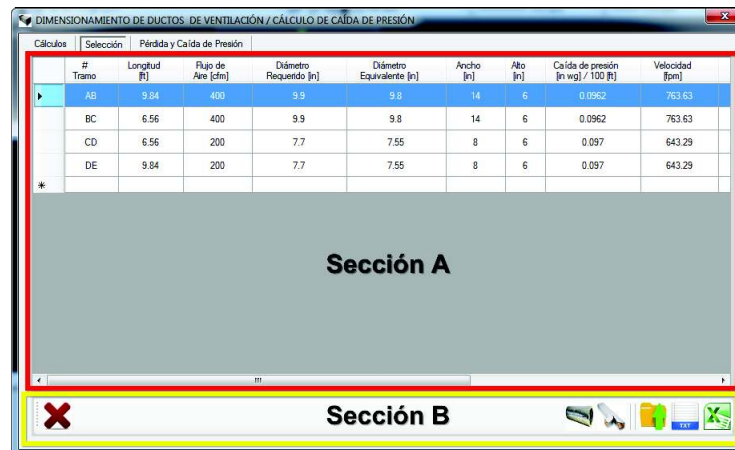 DIMENSIONAMIENTO DE DUCTOS DE VENTILACIÓN / CÁLCULO DE CAÍDA DE PRESIÓN
Cálculos Selección Pérdida y Caída de Presión
# Tramo Longitud [ft] Flujo de Aire [cfm] Diámetro Requerido [in] Diámetro Equivalente [in] Ancho [in] Alto [in] Caída de presión [in wg] / 100 [ft] Velocidad [fpm]
AB 9.84 400 9.9 9.8 14 6 0.0962 763.63
BC 6.56 400 9.9 9.8 14 6 0.0962 763.63
CD 6.56 200 7.7 7.55 8 6 0.097 643.29
DE 9.84 200 7.7 7.55 8 6 0.097 643.29
Sección A
Sección B
TXT